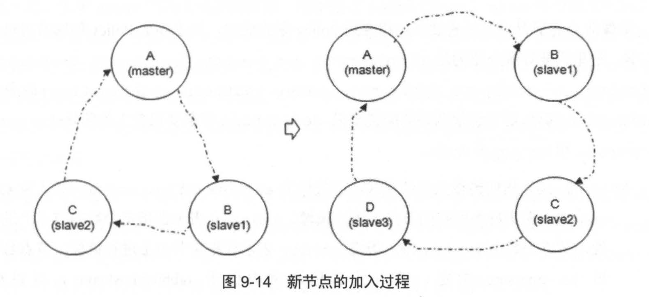 A
(master)
C
(slave2)
B
(slave1)
A
(master)
B
(slave1)
D
(slave3)
C
(slave2)
图 9-14 新节点的加入过程